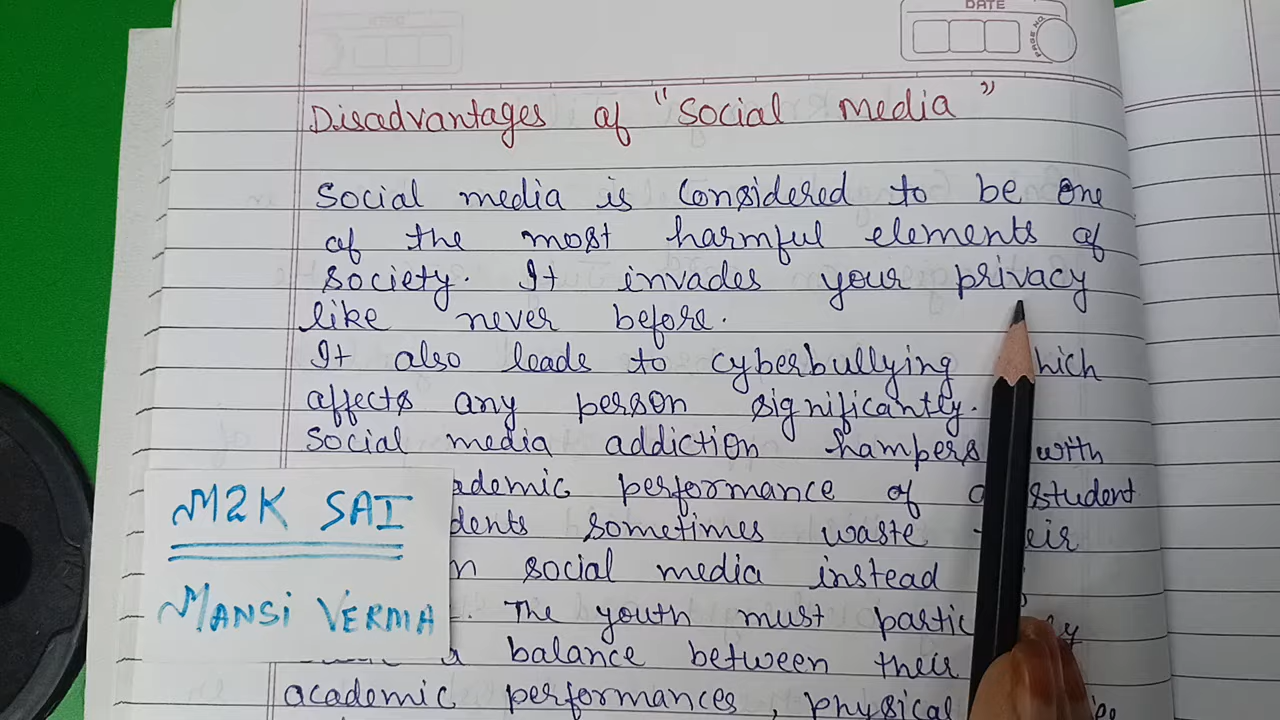 DATE
PAGE NO
Disadvantages of "Social media"
Social media is Considered to be one
of the most harmful elements of
society. It invades your privacy
like never before.
It also leads to cyberbullying which
affects any person significantly.
Social media addiction hampers with
performance of student
sometimes waste their
social media instead
The youth must
balance between their
academic performances, physical
M2K SAI
MANSI VERMA